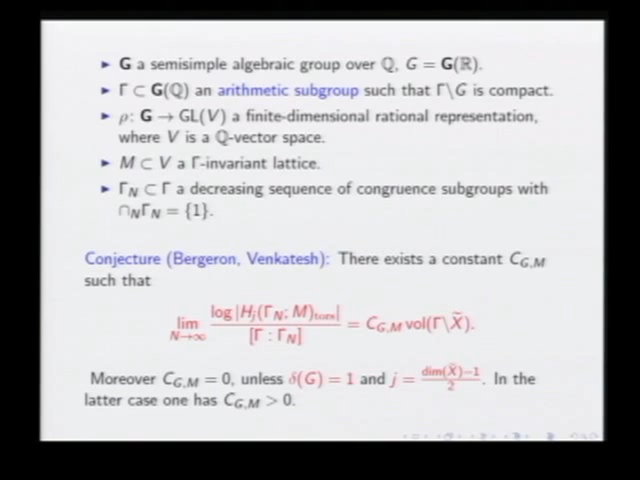 ▶ G a semisimple algebraic group over ℚ, G = G(ℝ).
▶ Γ ⊂ G(ℚ) an arithmetic subgroup such that Γ\G is compact.
▶ ρ: G → GL(V) a finite-dimensional rational representation,
where V is a ℚ-vector space.
▶ M ⊂ V a Γ-invariant lattice.
▶ Γ_N ⊂ Γ a decreasing sequence of congruence subgroups with
∩_NΓ_N = {1}.
Conjecture (Bergeron, Venkatesh): There exists a constant C_{G,M}
such that
lim_{N→∞} log|H_j(Γ_N; M)_{tors}| / [Γ : Γ_N] = C_{G,M} vol(Γ\X̃).
Moreover C_{G,M} = 0, unless δ(G) = 1 and j = (dim(X̃)−1)/2. In the
latter case one has C_{G,M} > 0.